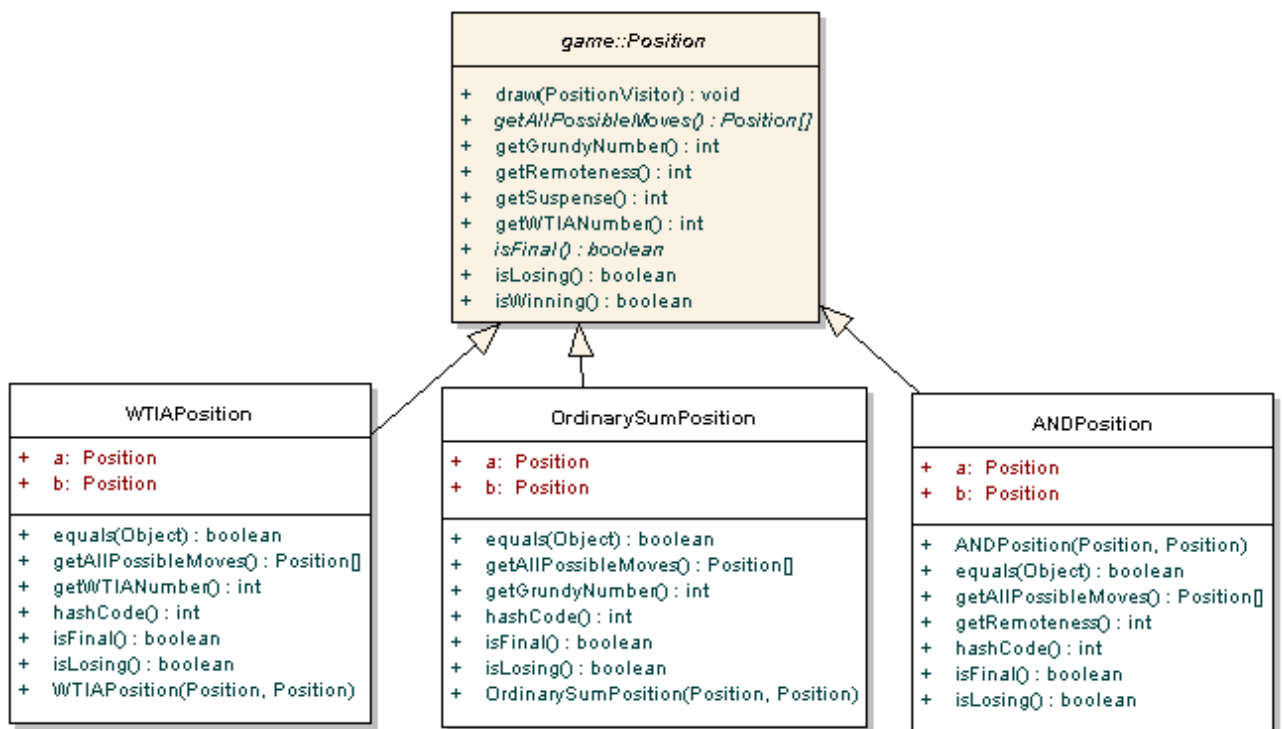 game::Position
+ draw(PositionVisitor) : void
+ getAllPossibleMoves() : Position[]
+ getGrundyNumber() : int
+ getRemoteness() : int
+ getSuspense() : int
+ getWTIANumber() : int
+ isFinal() : boolean
+ isLosing() : boolean
+ isWinning() : boolean
WTIAPosition
+ a: Position
+ b: Position
+ equals(Object) : boolean
+ getAllPossibleMoves() : Position[]
+ getWTIANumber() : int
+ hashCode() : int
+ isFinal() : boolean
+ isLosing() : boolean
+ WTIAPosition(Position, Position)
OrdinarySumPosition
+ a: Position
+ b: Position
+ equals(Object) : boolean
+ getAllPossibleMoves() : Position[]
+ getGrundyNumber() : int
+ hashCode() : int
+ isFinal() : boolean
+ isLosing() : boolean
+ OrdinarySumPosition(Position, Position)
ANDPosition
+ a: Position
+ b: Position
+ ANDPosition(Position, Position)
+ equals(Object) : boolean
+ getAllPossibleMoves() : Position[]
+ getRemoteness() : int
+ hashCode() : int
+ isFinal() : boolean
+ isLosing() : boolean